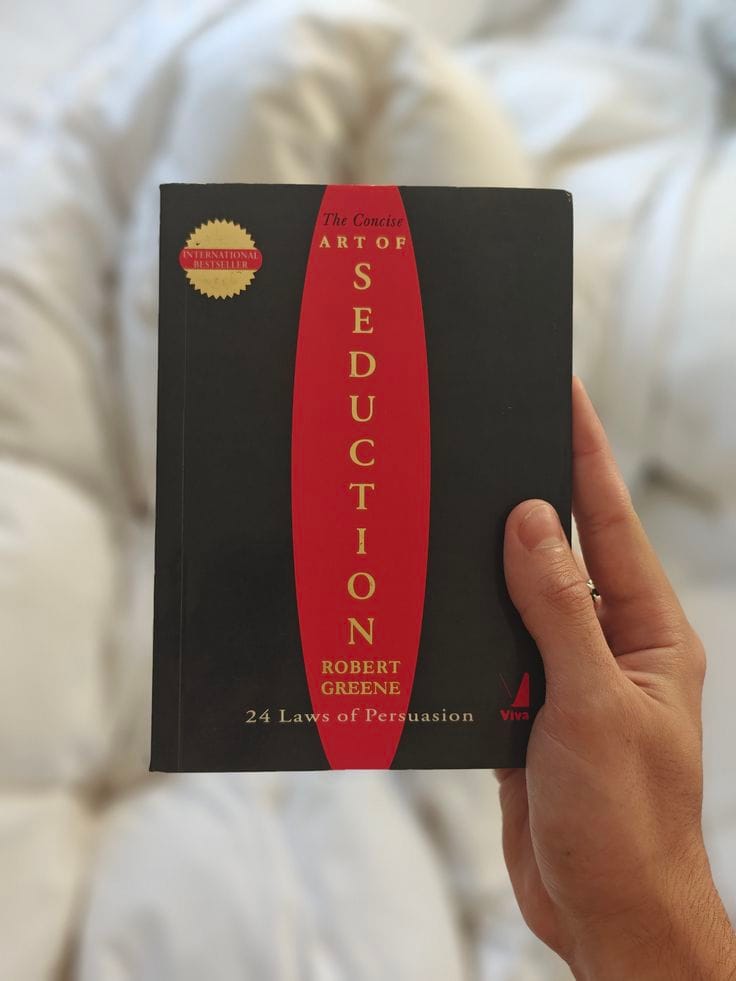 The Concise
ART OF
SEDUCTION
ROBERT
GREENE
24 Laws of Persuasion
INTERNATIONAL
BESTSELLER
Viva